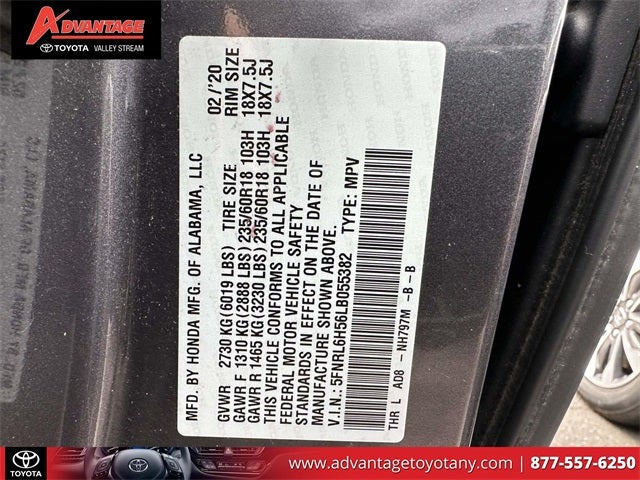 ADVANTAGE
TOYOTA VALLEY STREAM
MFD. BY HONDA MFG. OF ALABAMA, LLC 02/'20
GVWR 2730 KG (6019 LBS) TIRE SIZE RIM SIZE
GAWR F 1310 KG (2888 LBS) 235/60R18 103H 18X7.5J
GAWR R 1465 KG (3230 LBS) 235/60R18 103H 18X7.5J
THIS VEHICLE CONFORMS TO ALL APPLICABLE
FEDERAL MOTOR VEHICLE SAFETY
STANDARDS IN EFFECT ON THE DATE OF
MANUFACTURE SHOWN ABOVE.
V.I.N.: 5FNRL6H56LB055382 TYPE: MPV
THR L AD8 - NH797M -B - B
TOYOTA
www.advantagetoyotany.com
877-557-6250